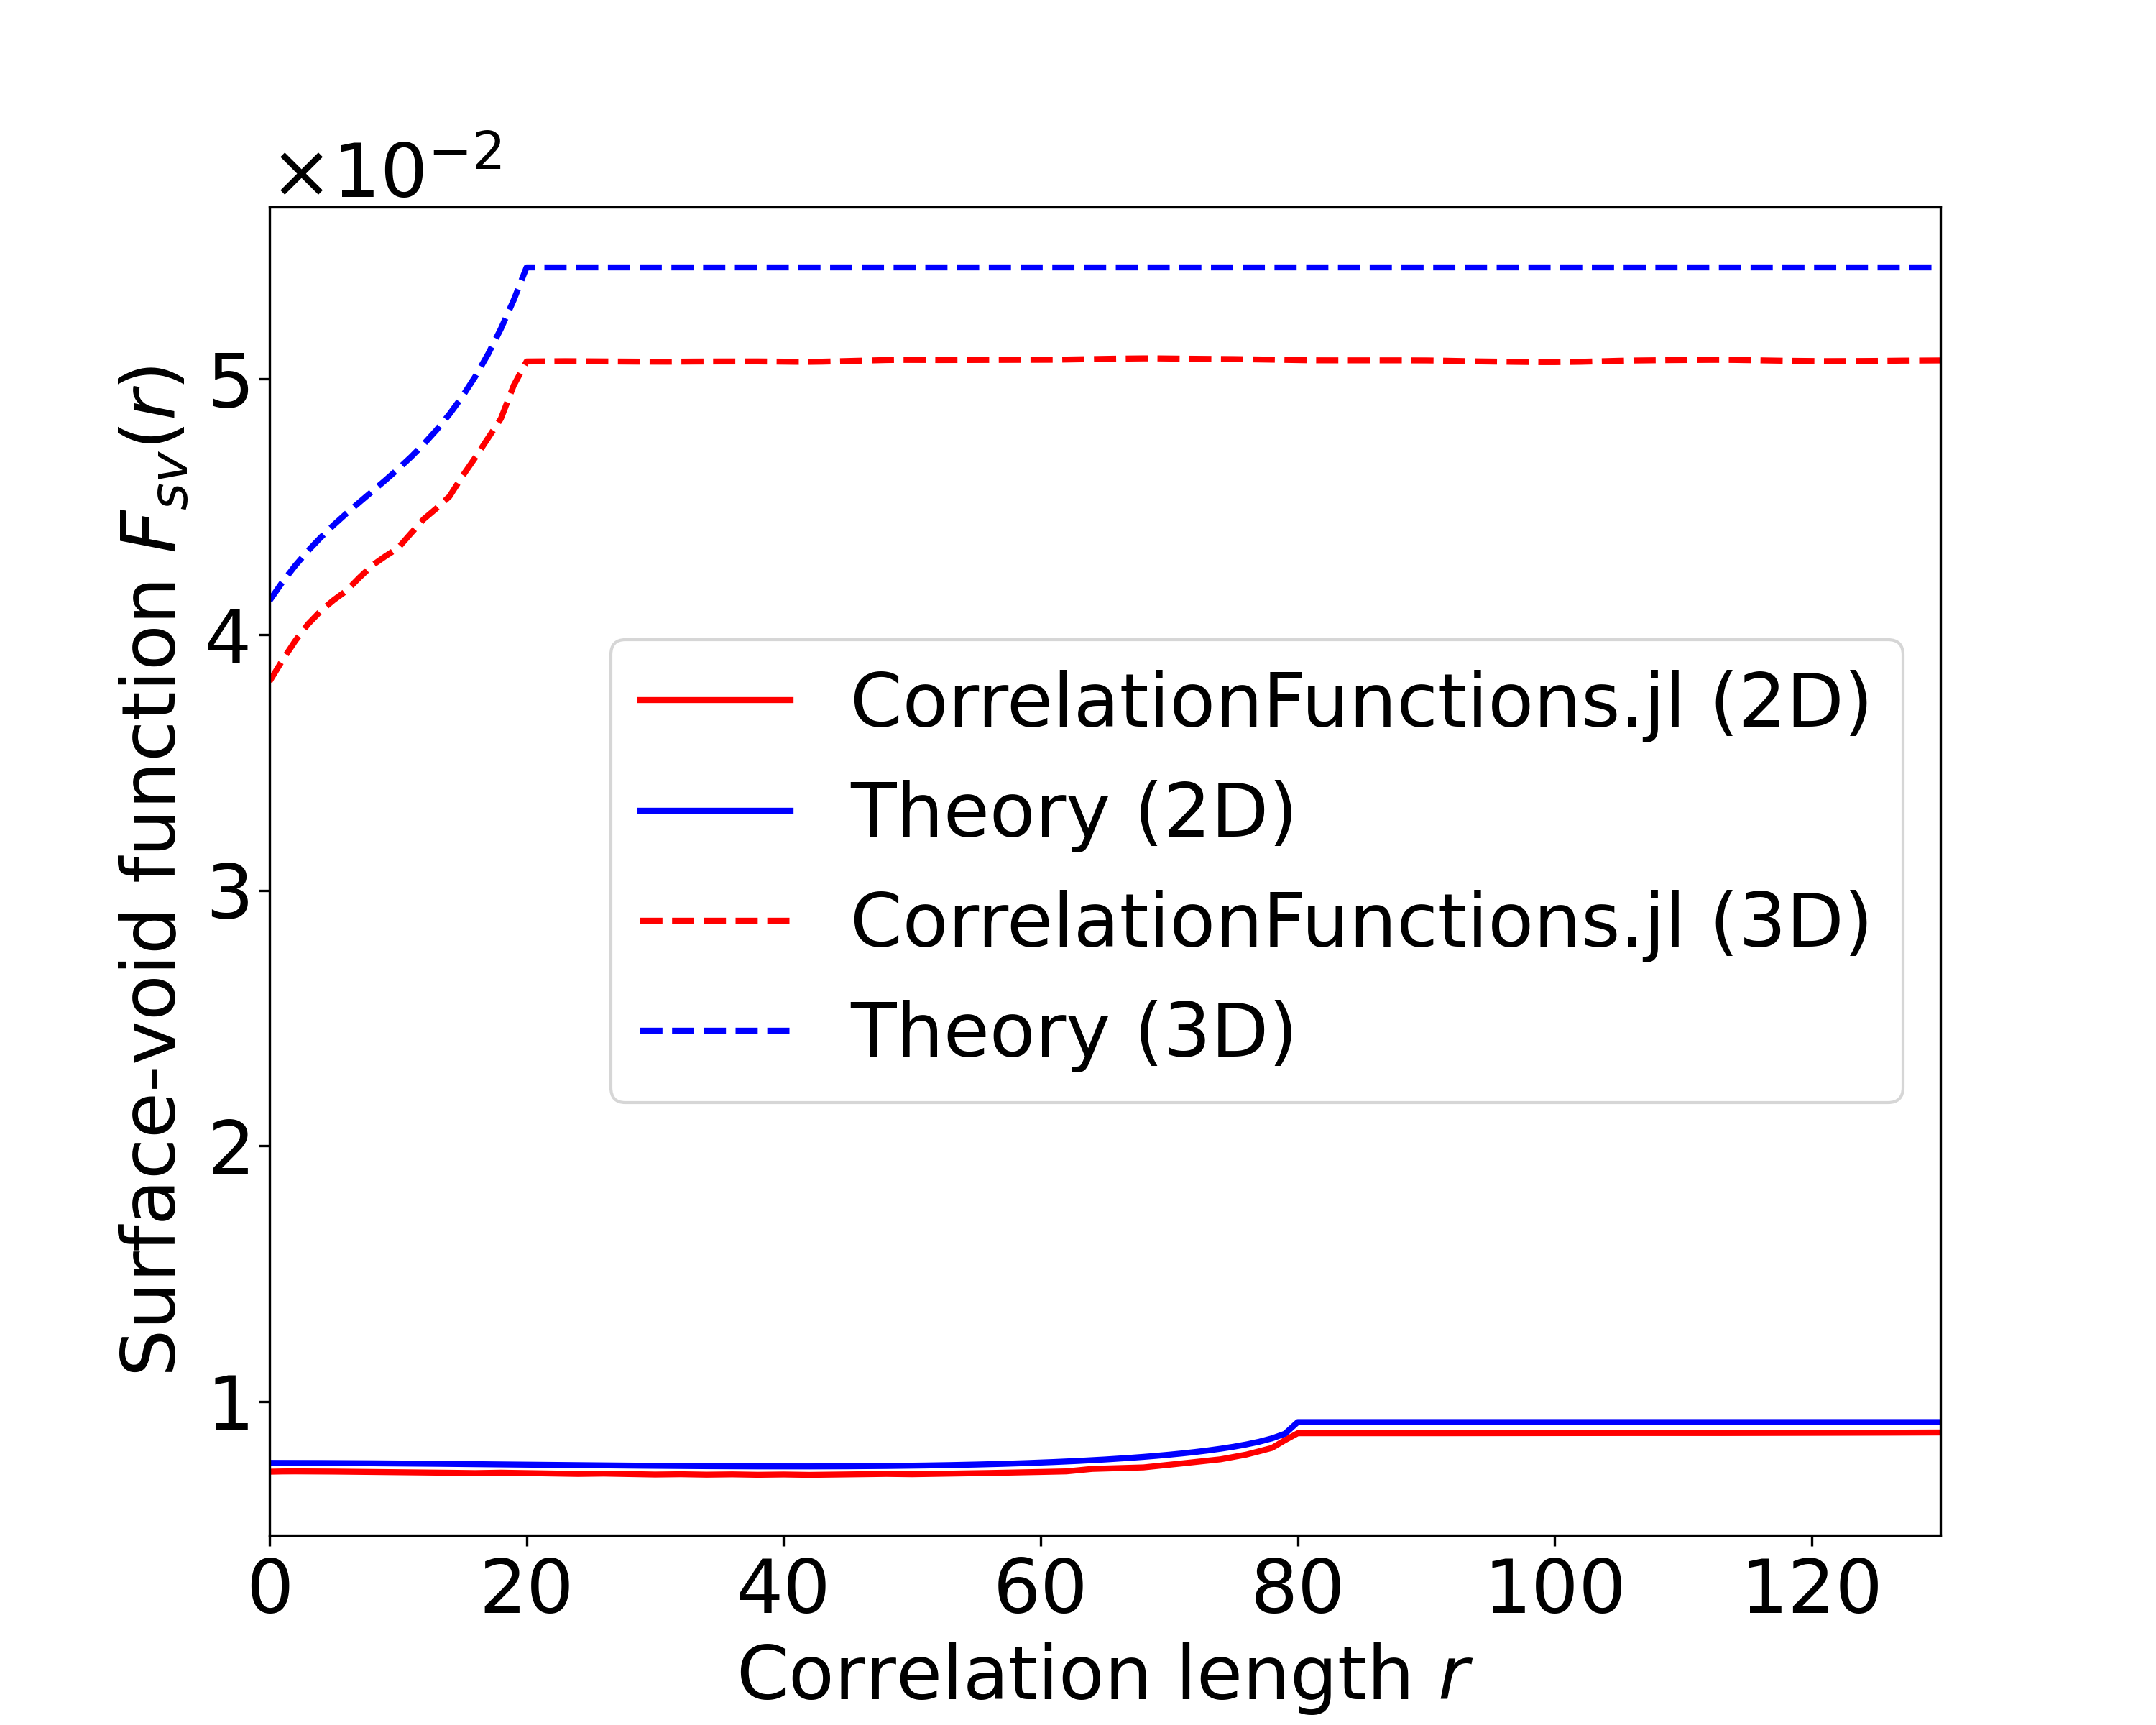 ×10⁻²
Surface-void function F_sv(r)
5
4
3
2
1
CorrelationFunctions.jl (2D)
Theory (2D)
CorrelationFunctions.jl (3D)
Theory (3D)
0 20 40 60 80 100 120
Correlation length r